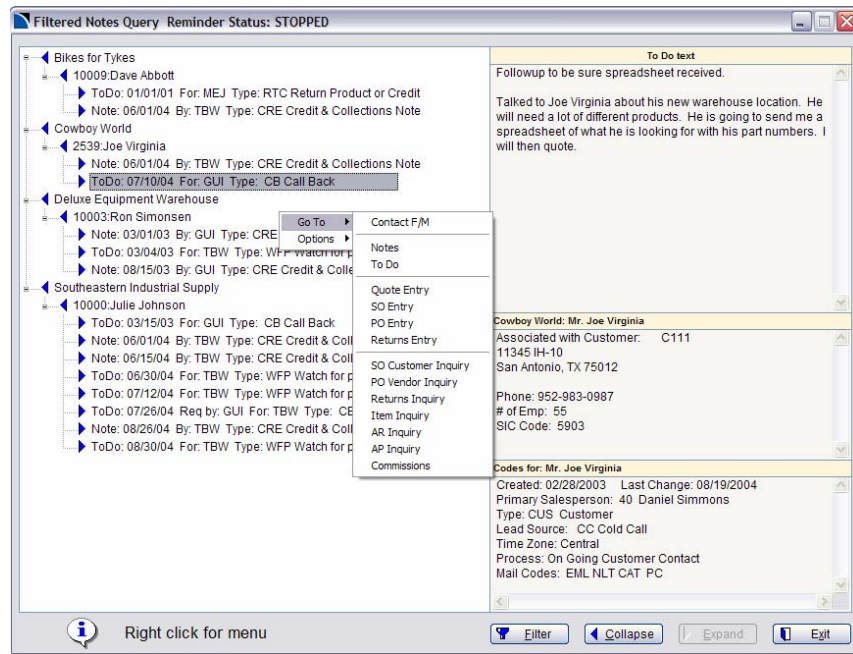 Filtered Notes Query Reminder Status: STOPPED
Bikes for Tykes
10009:Dave Abbott
ToDo: 01/01/01 For: MEJ Type: RTC Return Product or Credit
Note: 06/01/04 By: TBW Type: CRE Credit & Collections Note
Cowboy World
2539:Joe Virginia
Note: 06/01/04 By: TBW Type: CRE Credit & Collections Note
ToDo: 07/10/04 For: GUI Type: CB Call Back
Deluxe Equipment Warehouse
10003:Ron Simonsen
Note: 03/01/03 By: GUI Type: CRE
ToDo: 03/04/03 For: TBW Type: WFP Watch for p
Note: 08/15/03 By: GUI Type: CRE Credit & Colle
Southeastern Industrial Supply
10000:Julie Johnson
ToDo: 03/15/03 For: GUI Type: CB Call Back
Note: 06/01/04 By: TBW Type: CRE Credit & Coll
Note: 06/15/04 By: TBW Type: CRE Credit & Coll
ToDo: 06/30/04 For: TBW Type: WFP Watch for p
ToDo: 07/12/04 For: TBW Type: WFP Watch for p
ToDo: 07/26/04 Req by: GUI For: TBW Type: CE
Note: 08/26/04 By: TBW Type: CRE Credit & Coll
ToDo: 08/30/04 For: TBW Type: WFP Watch for p
Go To
Options
Contact F/M
Notes
To Do
Quote Entry
SO Entry
PO Entry
Returns Entry
SO Customer Inquiry
PO Vendor Inquiry
Returns Inquiry
Item Inquiry
AR Inquiry
AP Inquiry
Commissions
To Do text
Followup to be sure spreadsheet received.
Talked to Joe Virginia about his new warehouse location. He
will need a lot of different products. He is going to send me a
spreadsheet of what he is looking for with his part numbers. I
will then quote.
Cowboy World: Mr. Joe Virginia
Associated with Customer: C111
11345 IH-10
San Antonio, TX 75012
Phone: 952-983-0987
# of Emp: 55
SIC Code: 5903
Codes for: Mr. Joe Virginia
Created: 02/28/2003 Last Change: 08/19/2004
Primary Salesperson: 40 Daniel Simmons
Type: CUS Customer
Lead Source: CC Cold Call
Time Zone: Central
Process: On Going Customer Contact
Mail Codes: EML NLT CAT PC
Right click for menu
Filter
Collapse
Expand
Exit